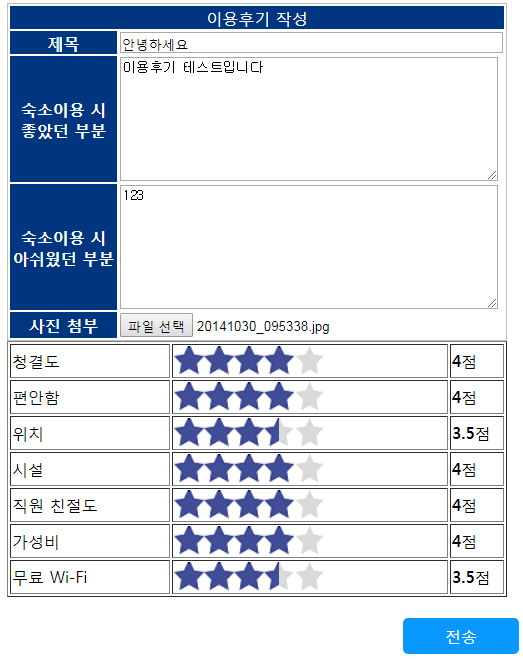 이용후기 작성
제목 안녕하세요
숙소이용 시
좋았던 부분
이용후기 테스트입니다
숙소이용 시
아쉬웠던 부분
123
사진 첨부 파일 선택 20141030_095338.jpg
청결도 4점
편안함 4점
위치 3.5점
시설 4점
직원 친절도 4점
가성비 4점
무료 Wi-Fi 3.5점
전송